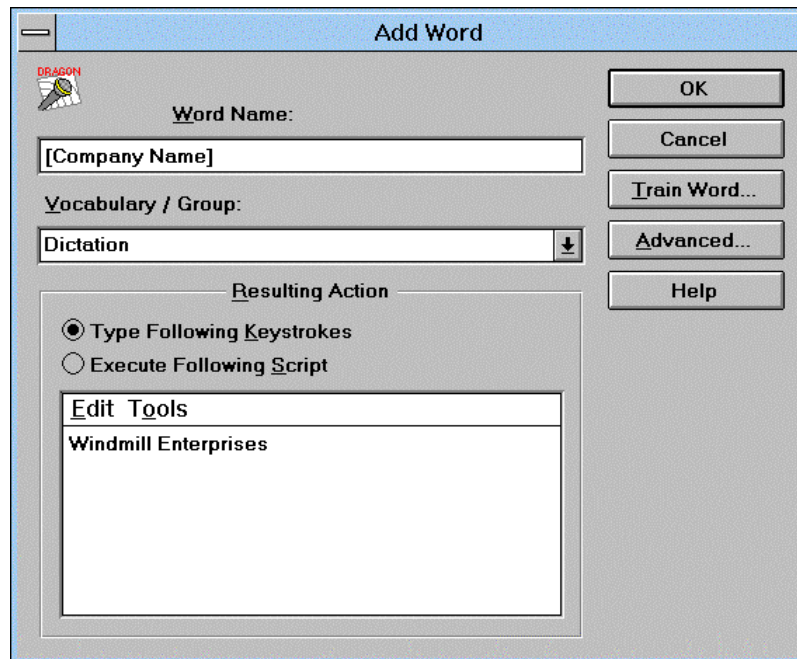 Add Word
DRAGON
Word Name:
[Company Name]
Vocabulary / Group:
Dictation
Resulting Action
Type Following Keystrokes
Execute Following Script
Edit Tools
Windmill Enterprises
OK
Cancel
Train Word...
Advanced...
Help